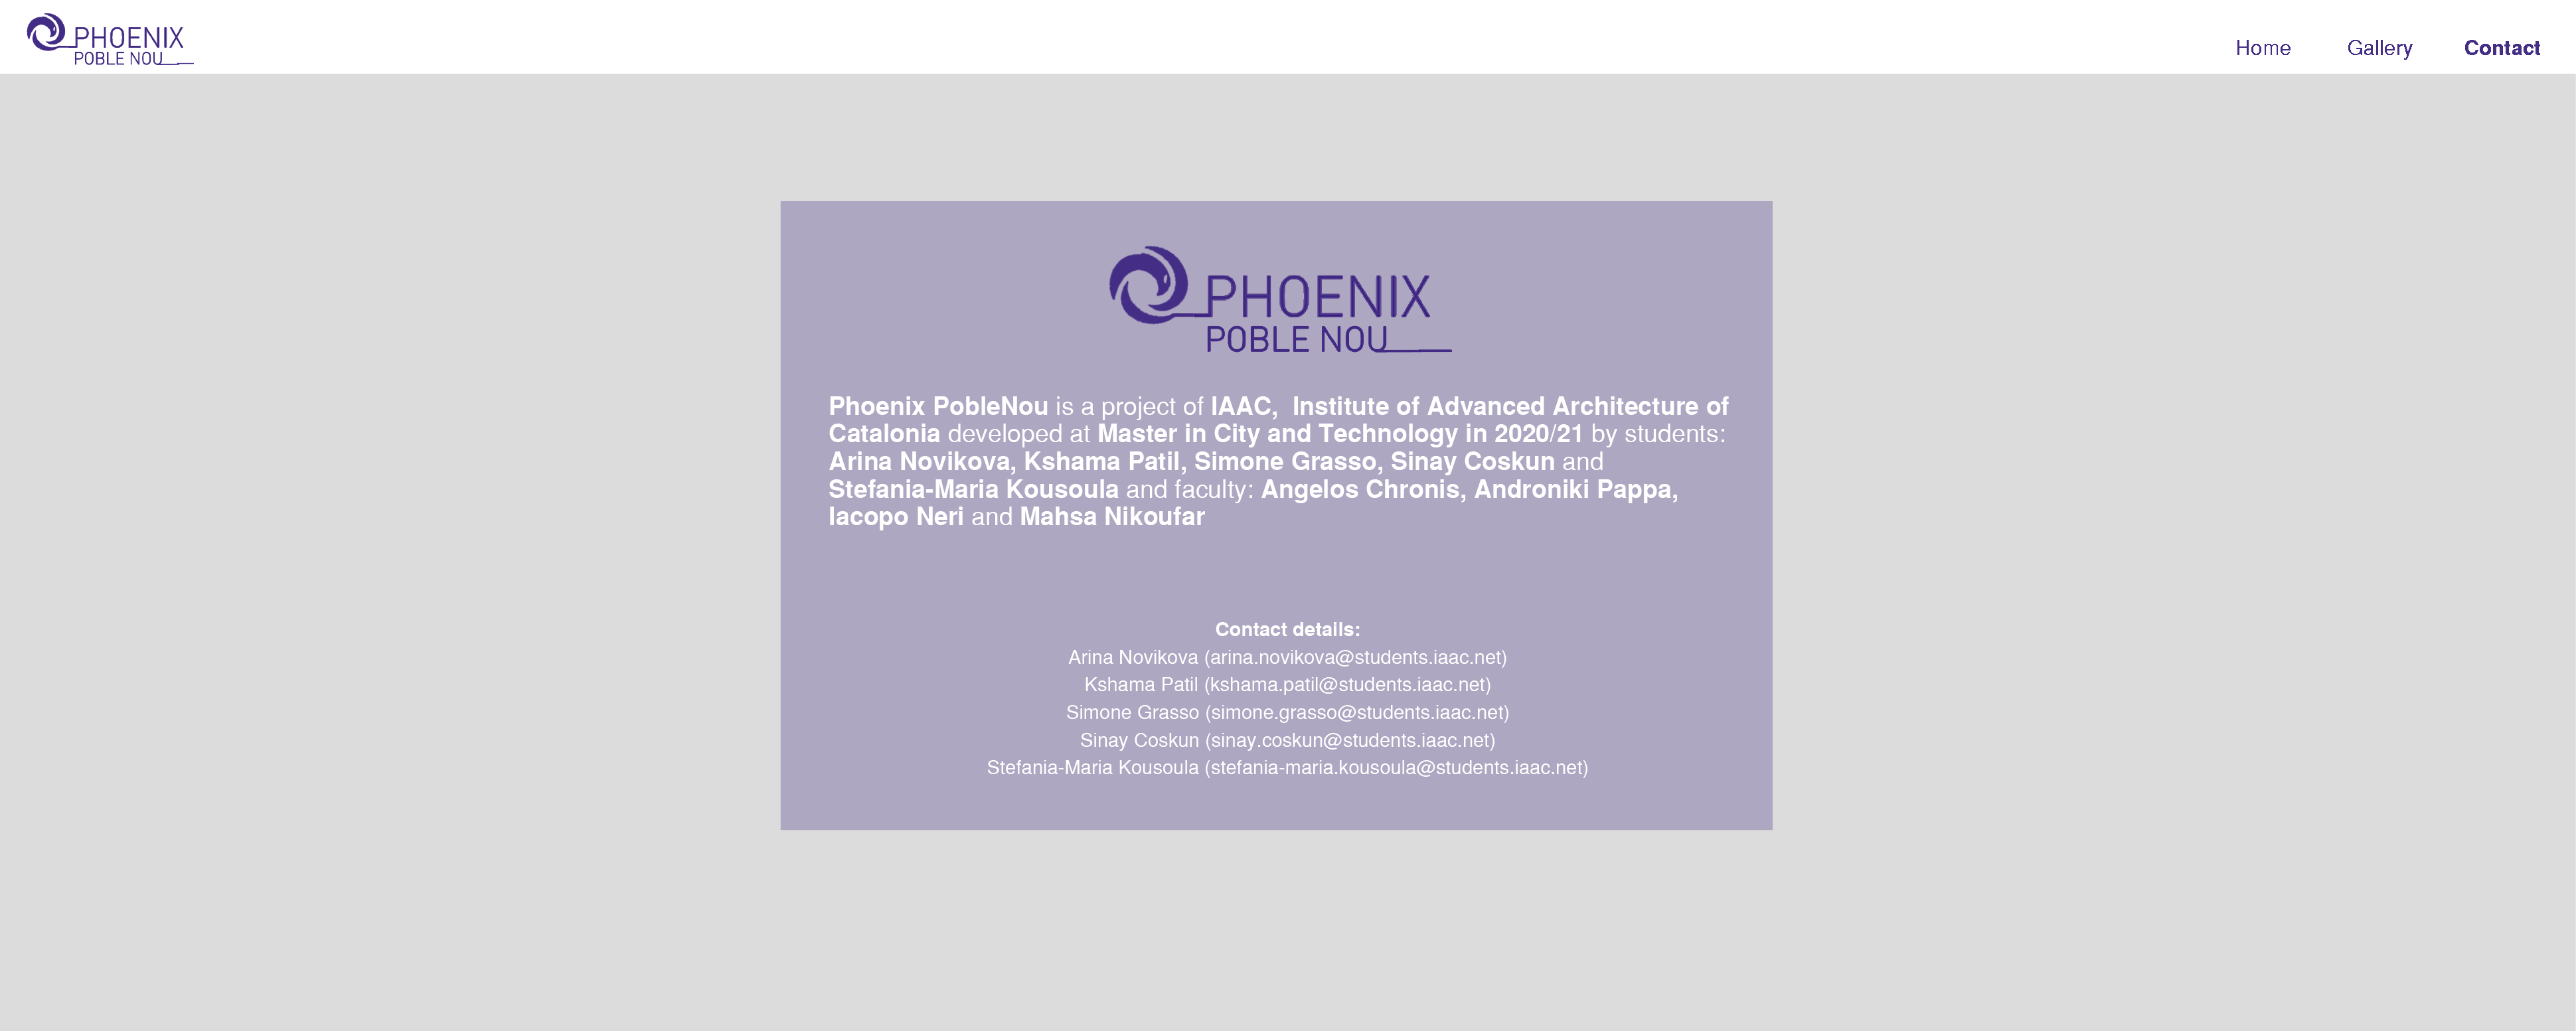 PHOENIX
POBLE NOU
Home Gallery Contact
PHOENIX
POBLE NOU
Phoenix PobleNou is a project of IAAC,  Institute of Advanced Architecture of
Catalonia developed at Master in City and Technology in 2020/21 by students:
Arina Novikova, Kshama Patil, Simone Grasso, Sinay Coskun and
Stefania-Maria Kousoula and faculty: Angelos Chronis, Androniki Pappa,
Iacopo Neri and Mahsa Nikoufar
Contact details:
Arina Novikova (arina.novikova@students.iaac.net)
Kshama Patil (kshama.patil@students.iaac.net)
Simone Grasso (simone.grasso@students.iaac.net)
Sinay Coskun (sinay.coskun@students.iaac.net)
Stefania-Maria Kousoula (stefania-maria.kousoula@students.iaac.net)